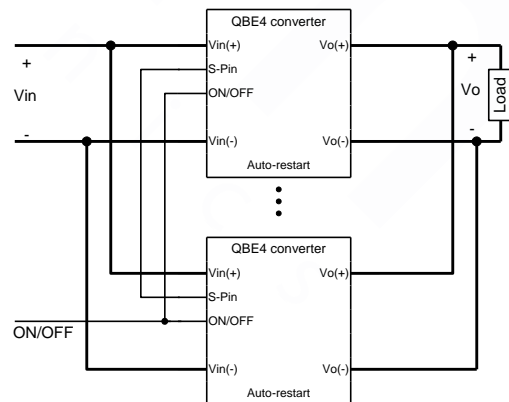 QBE4 converter
+
Vin
-
Vin(+)
S-Pin
ON/OFF
Vin(-)
Vo(+)
Vo(-)
Auto-restart
+
Vo
-
Load
QBE4 converter
Vin(+)
S-Pin
ON/OFF
Vin(-)
Vo(+)
Vo(-)
Auto-restart
ON/OFF